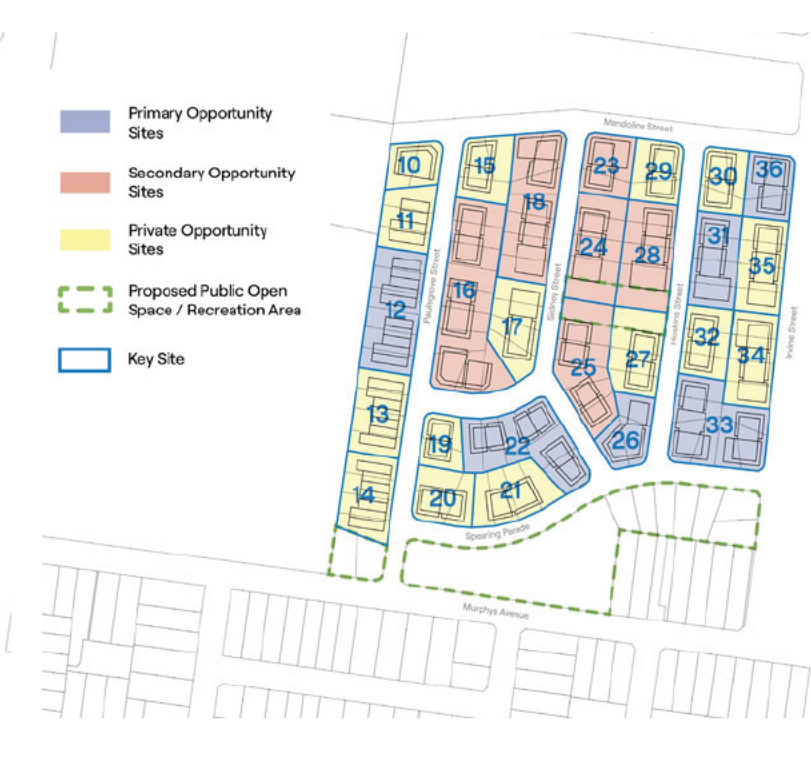 Primary Opportunity
Sites
Secondary Opportunity
Sites
Private Opportunity
Sites
Proposed Public Open
Space / Recreation Area
Key Site
Mandoline Street
10
15
23
29
30
36
11
18
31
24
28
35
12
16
17
32
34
25
27
13
19
22
26
33
14
20
21
Paulsgrove Street
Sidney Street
Hoskins Street
Irvine Street
Spearing Parade
Murphys Avenue